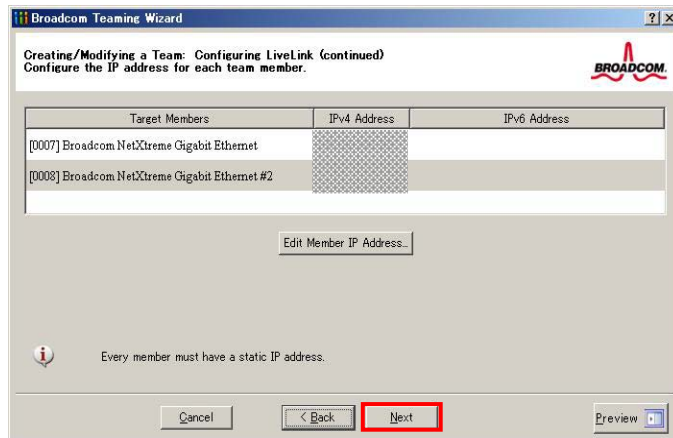 Broadcom Teaming Wizard
Creating/Modifying a Team: Configuring LiveLink (continued)
Configure the IP address for each team member.
BROADCOM.
Target Members IPv4 Address IPv6 Address
[0007] Broadcom NetXtreme Gigabit Ethernet
[0008] Broadcom NetXtreme Gigabit Ethernet #2
Edit Member IP Address...
Every member must have a static IP address.
Cancel < Back Next Preview